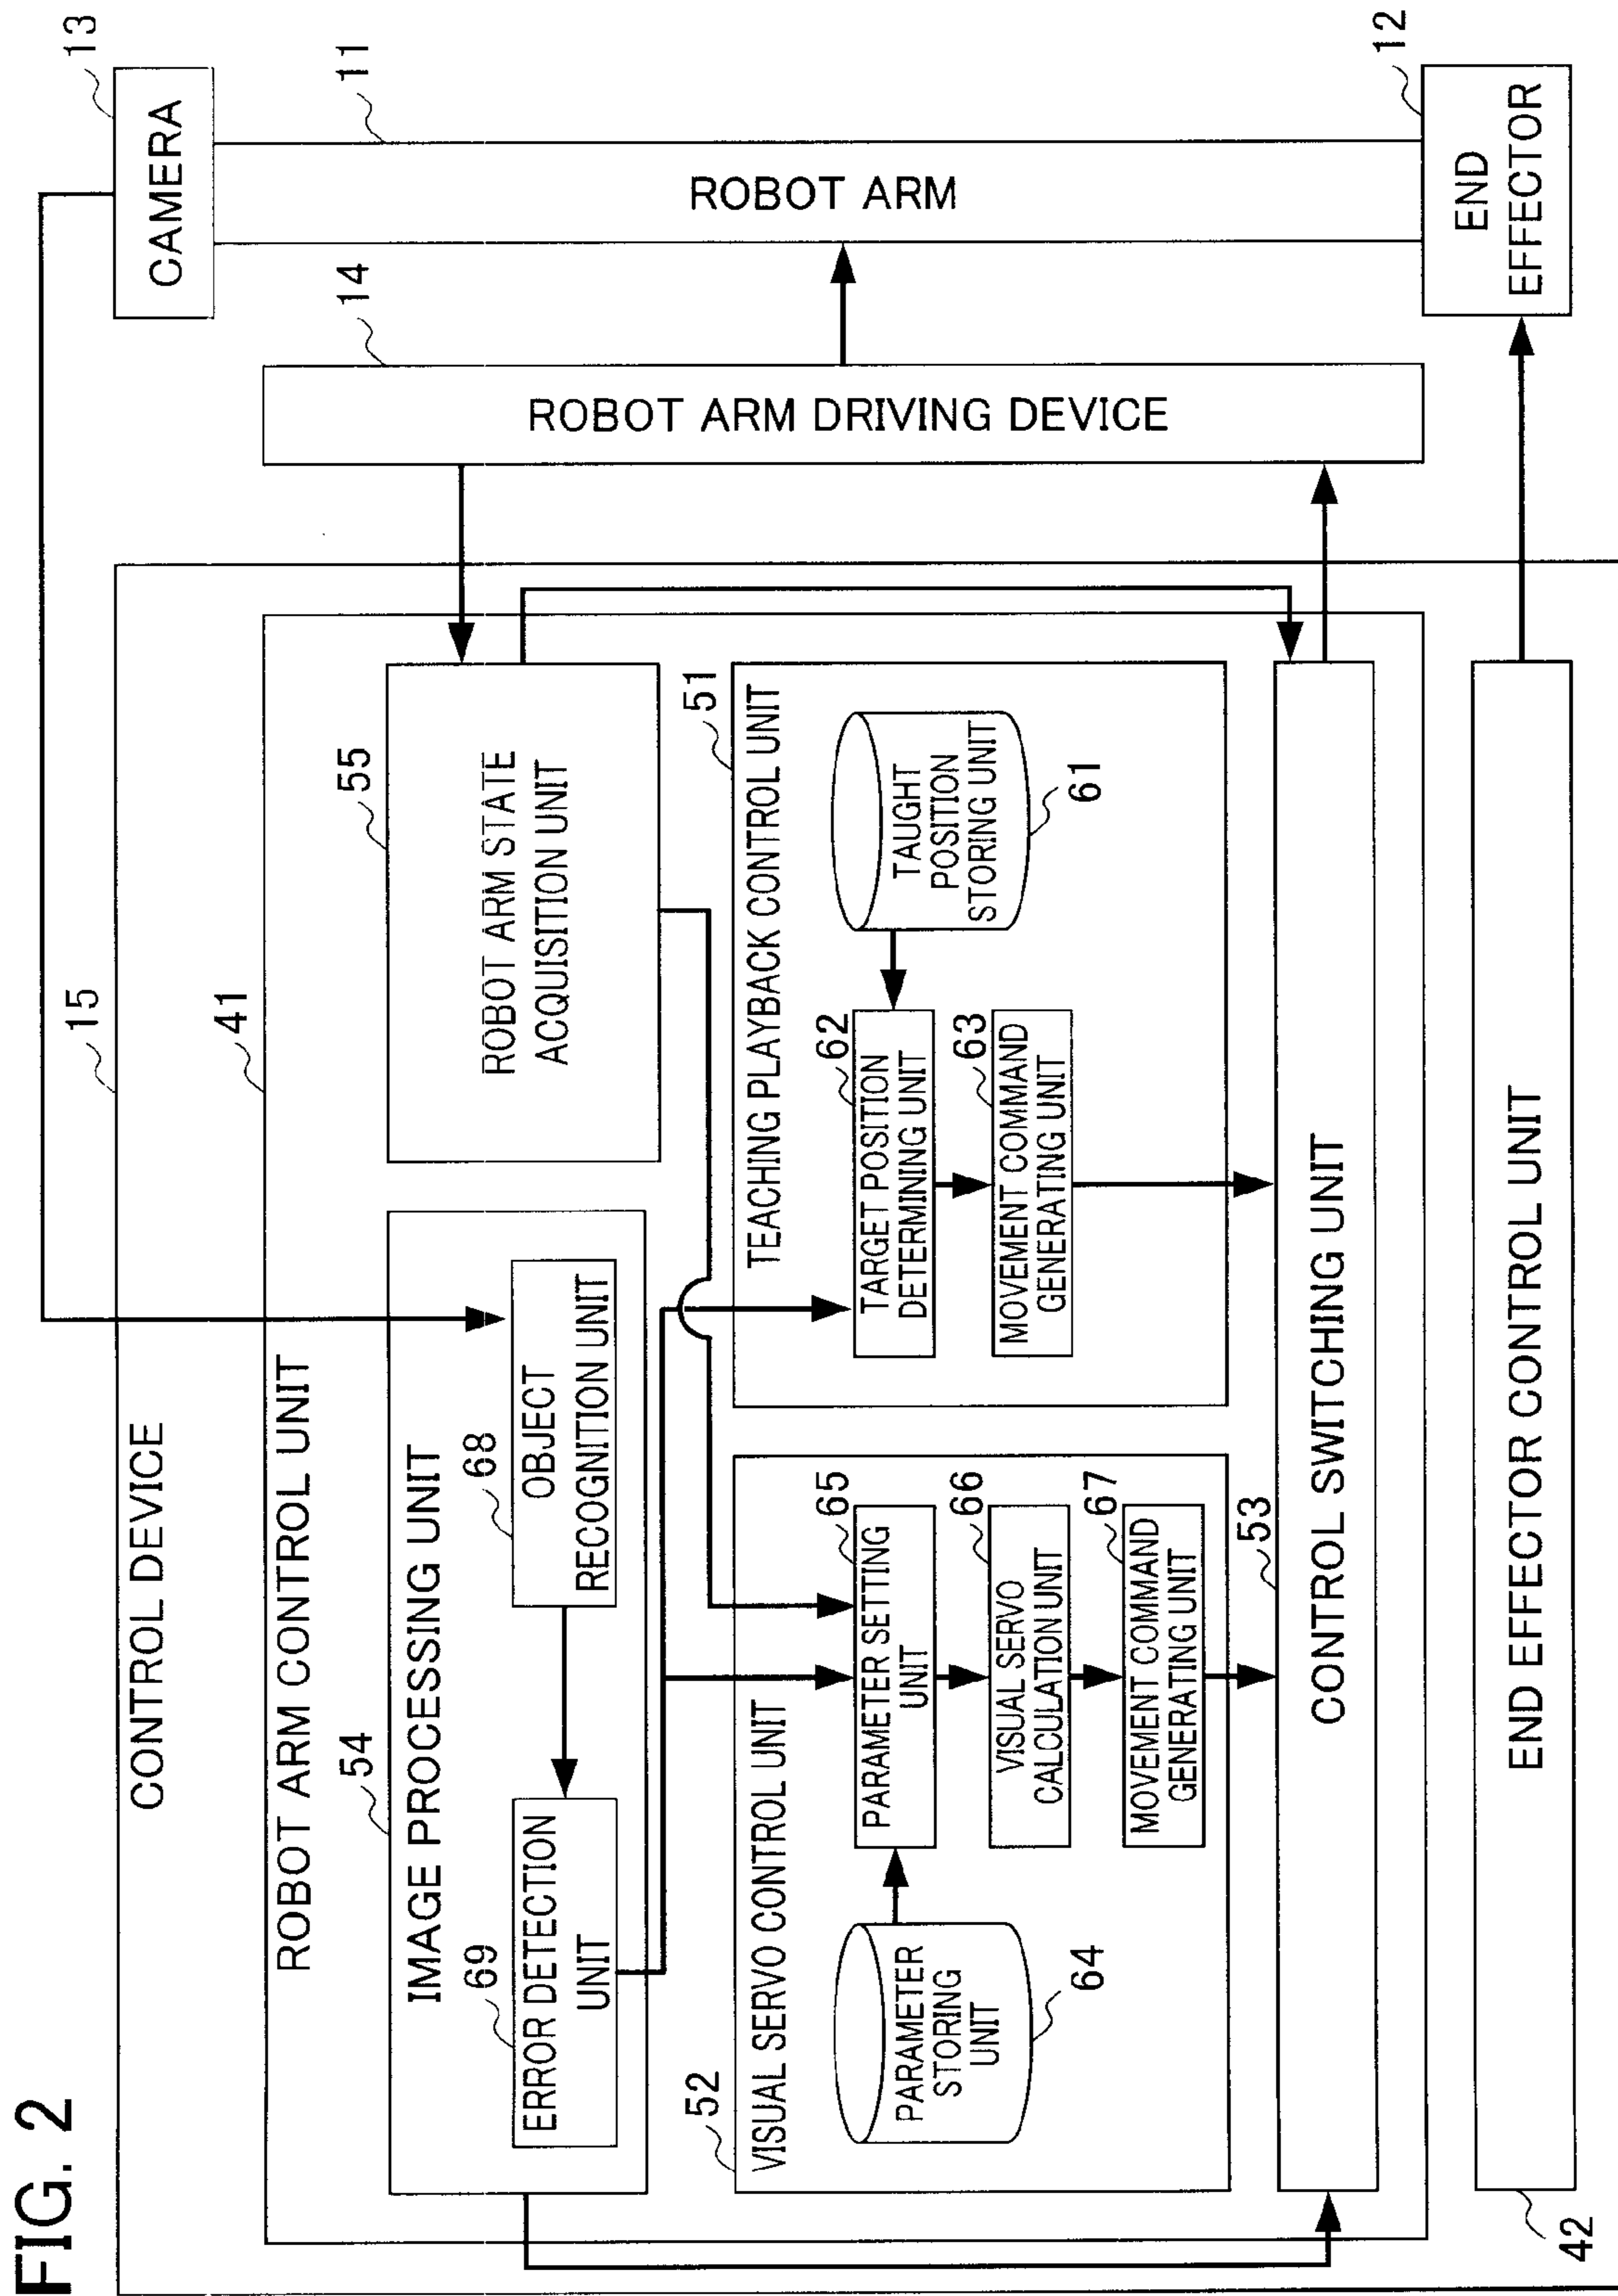 FIG. 2
15
CONTROL DEVICE
41
ROBOT ARM CONTROL UNIT
54
IMAGE PROCESSING UNIT
69
ERROR DETECTION
UNIT
68
OBJECT
RECOGNITION UNIT
55
ROBOT ARM STATE
ACQUISITION UNIT
52
VISUAL SERVO CONTROL UNIT
PARAMETER
STORING
UNIT
64
65
PARAMETER SETTING
UNIT
66
VISUAL SERVO
CALCULATION UNIT
67
MOVEMENT COMMAND
GENERATING UNIT
51
TEACHING PLAYBACK CONTROL UNIT
62
TARGET POSITION
DETERMINING UNIT
63
MOVEMENT COMMAND
GENERATING UNIT
TAUGHT
POSITION
STORING UNIT
61
53
CONTROL SWITCHING UNIT
42
END EFFECTOR CONTROL UNIT
14
ROBOT ARM DRIVING DEVICE
13
CAMERA
11
ROBOT ARM
12
END
EFFECTOR